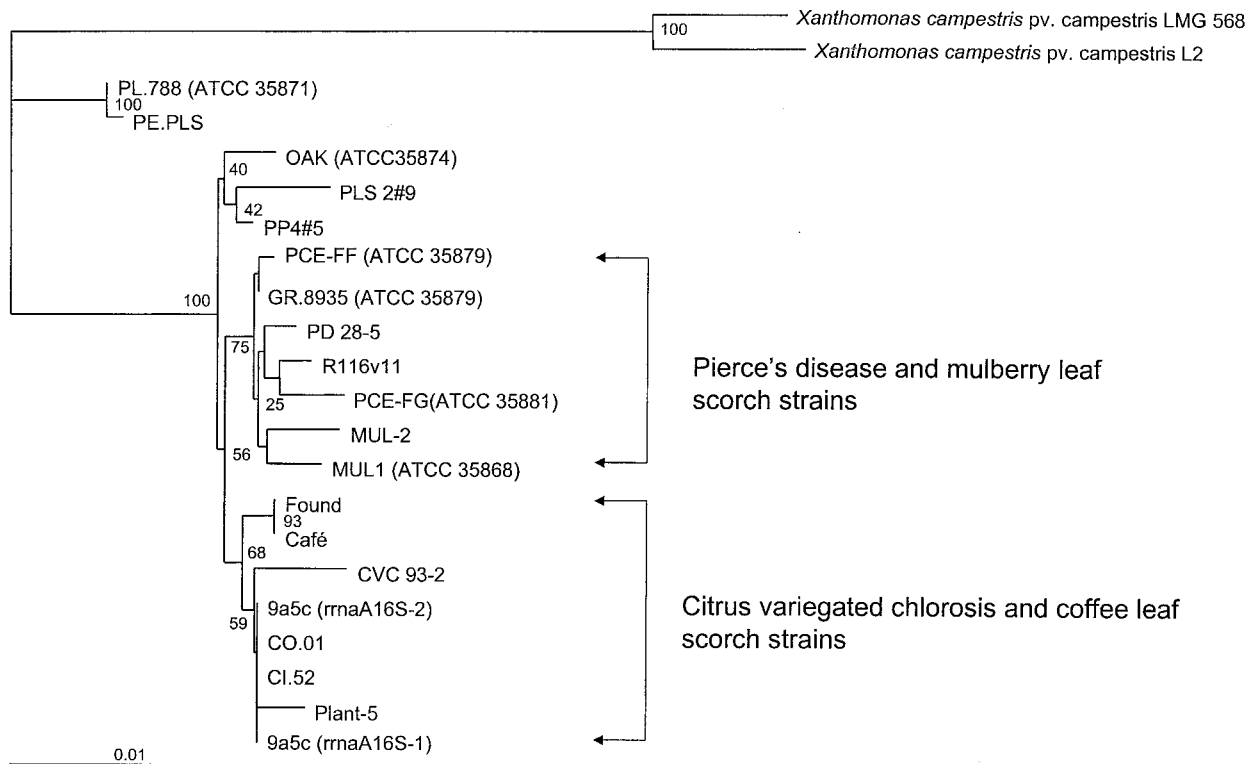 Xanthomonas campestris pv. campestris LMG 568
100
Xanthomonas campestris pv. campestris L2
PL.788 (ATCC 35871)
100
PE.PLS
OAK (ATCC35874)
40
PLS 2#9
42
PP4#5
PCE-FF (ATCC 35879)
100
GR.8935 (ATCC 35879)
PD 28-5
75
R116v11
Pierce's disease and mulberry leaf
scorch strains
PCE-FG(ATCC 35881)
25
MUL-2
56
MUL1 (ATCC 35868)
Found
93
Café
68
CVC 93-2
9a5c (rrnaA16S-2)
59
Citrus variegated chlorosis and coffee leaf
scorch strains
CO.01
CI.52
Plant-5
9a5c (rrnaA16S-1)
0.01